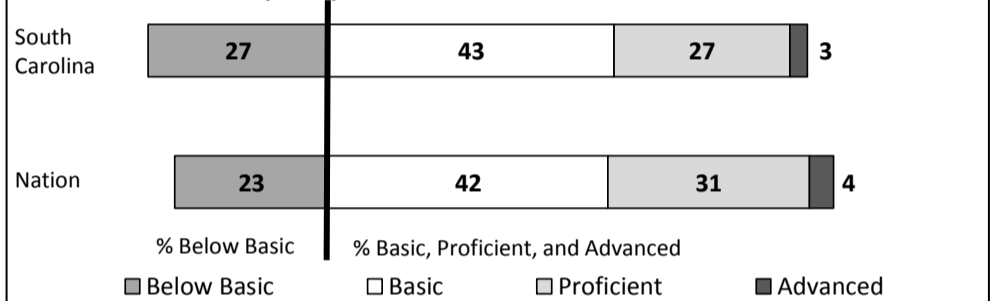 South
Carolina
27 43 27 3
Nation
23 42 31 4
% Below Basic % Basic, Proficient, and Advanced
Below Basic Basic Proficient Advanced